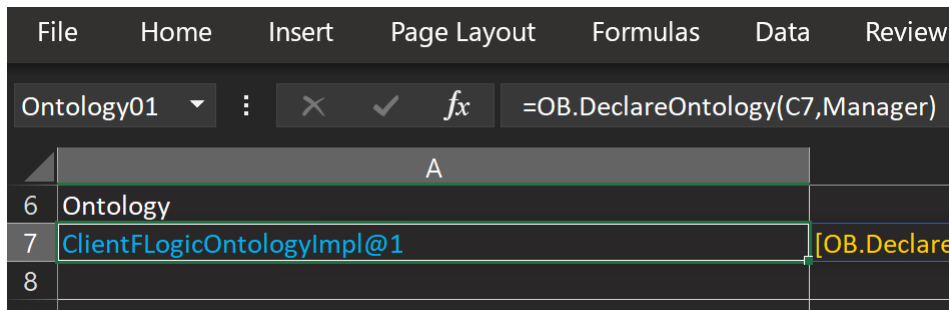 File Home Insert Page Layout Formulas Data Review
Ontology01 fx =OB.DeclareOntology(C7,Manager)
A
6 Ontology
7 ClientFLogicOntologyImpl@1 [OB.Declare
8